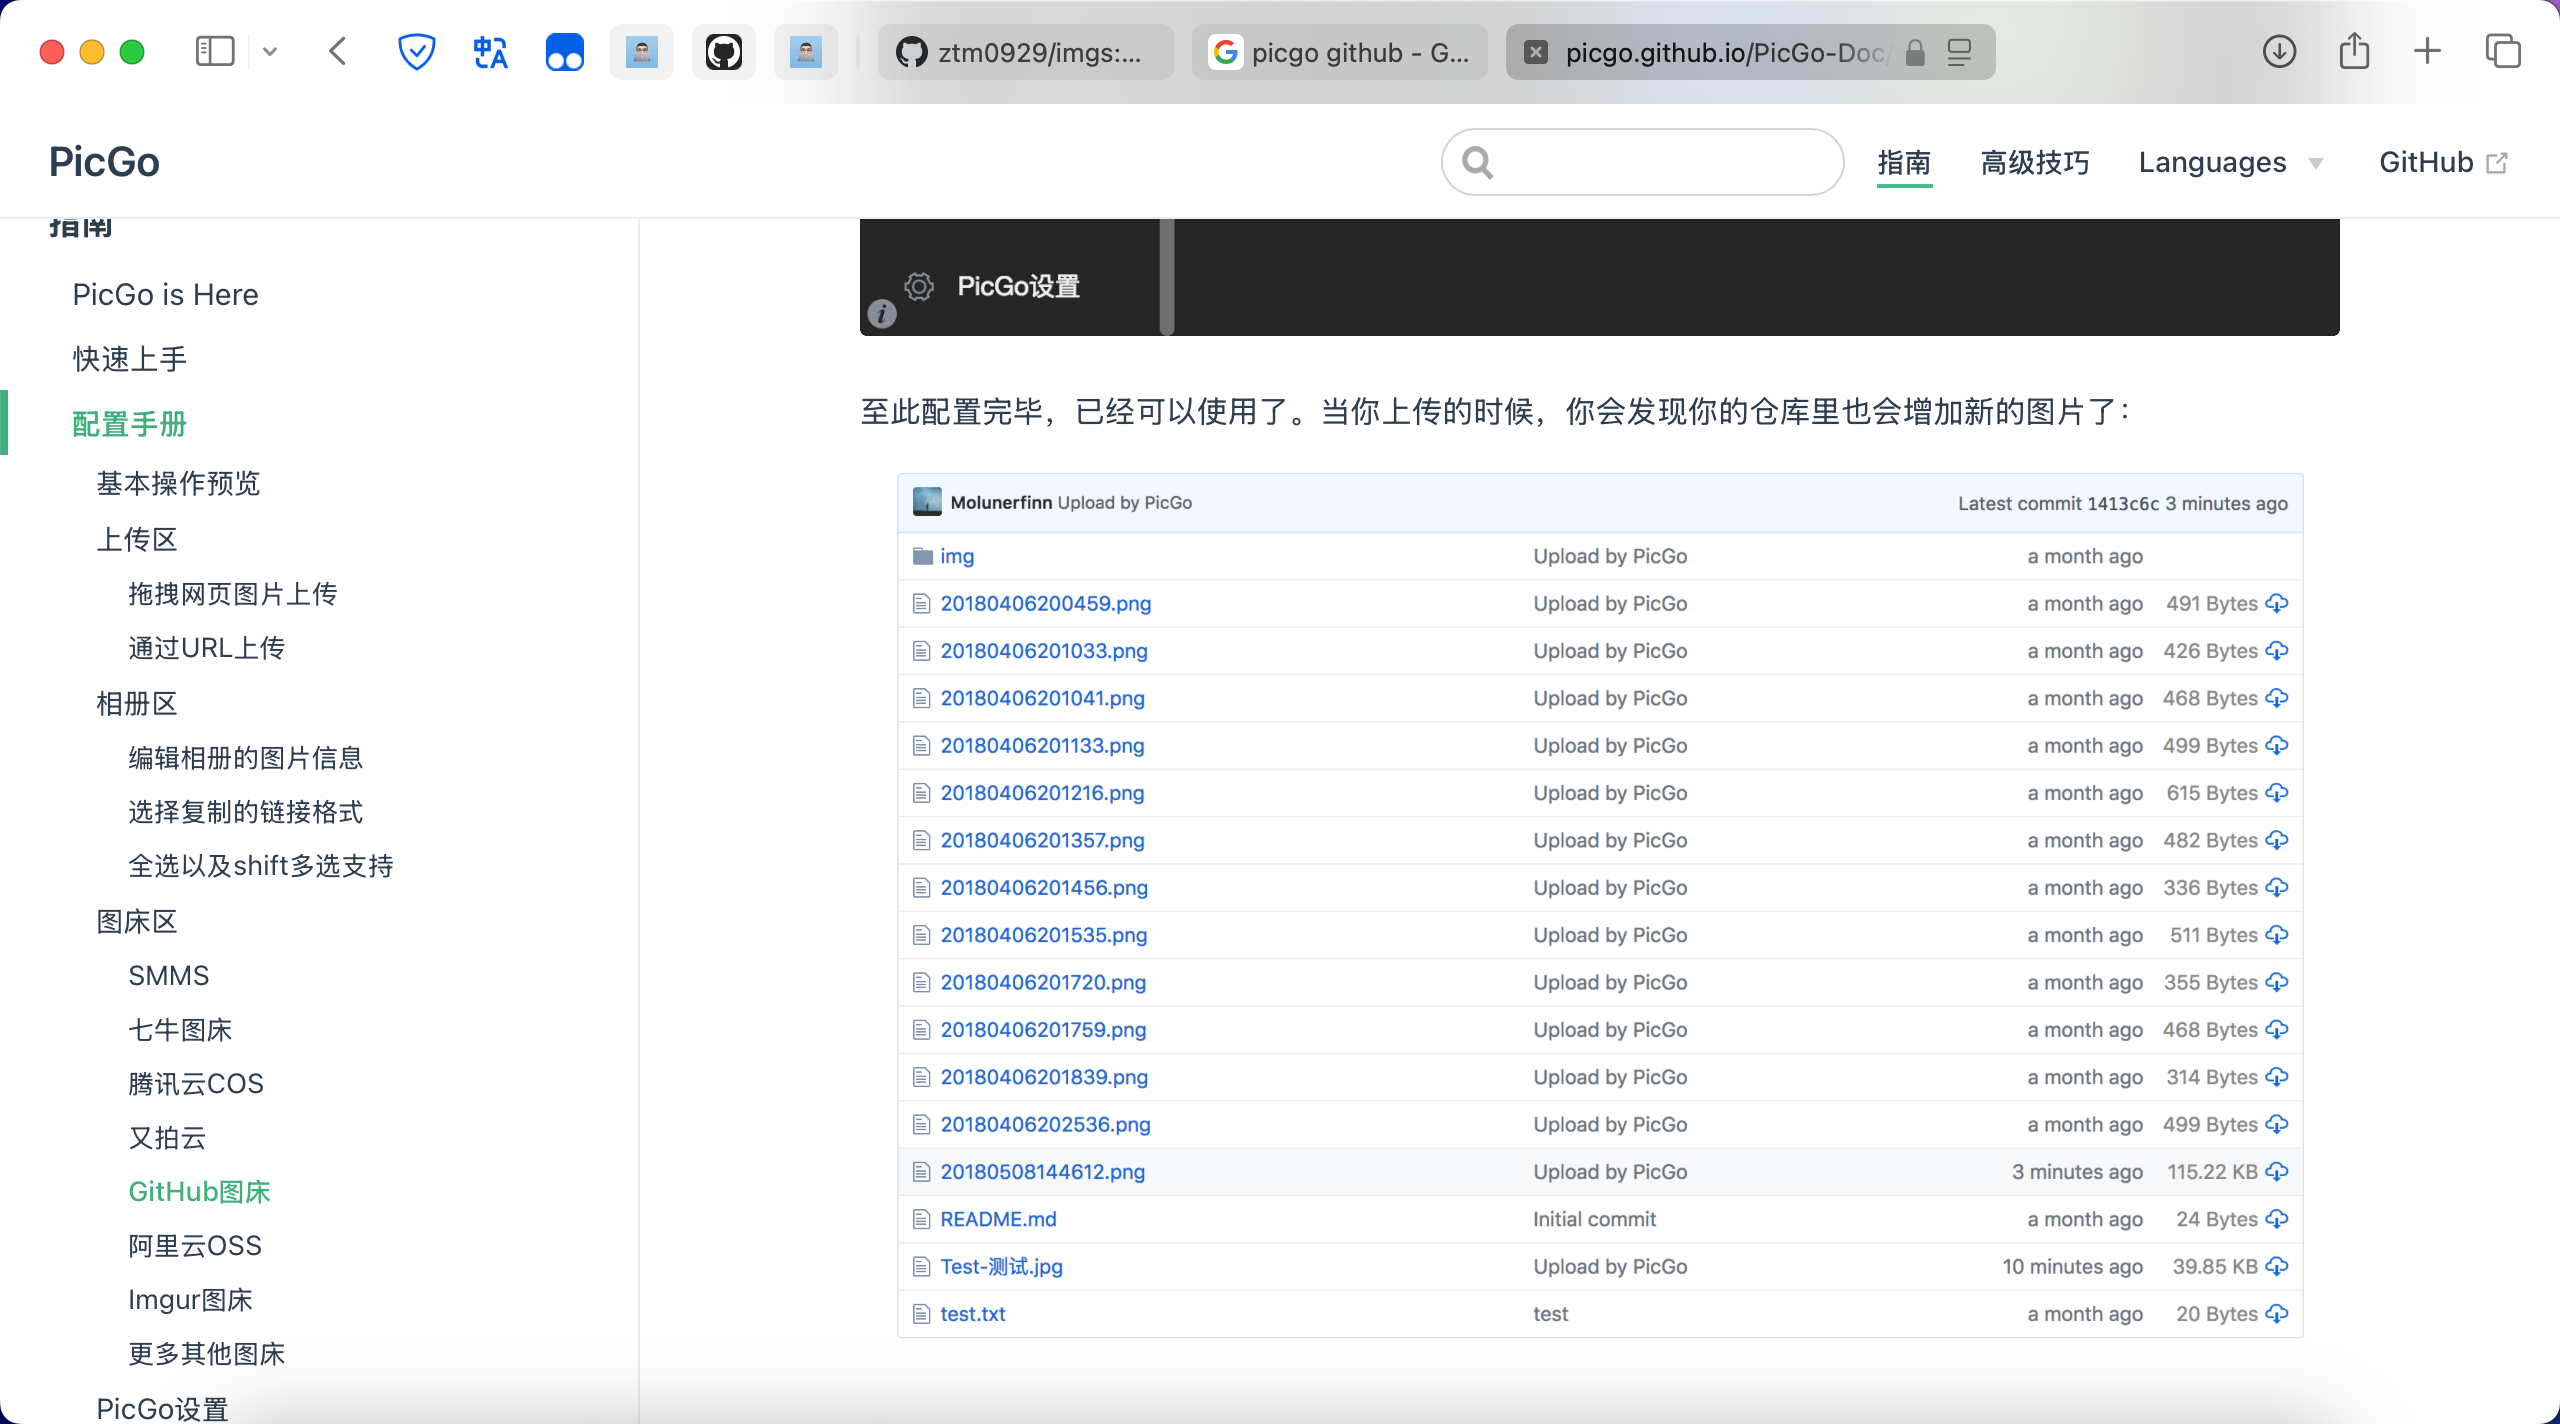 ztm0929/imgs:...
picgo github - G...
picgo.github.io/PicGo-Doc/
PicGo
指南
高级技巧
Languages
GitHub
指南
PicGo is Here
快速上手
配置手册
基本操作预览
上传区
拖拽网页图片上传
通过URL上传
相册区
编辑相册的图片信息
选择复制的链接格式
全选以及shift多选支持
图床区
SMMS
七牛图床
腾讯云COS
又拍云
GitHub图床
阿里云OSS
Imgur图床
更多其他图床
PicGo设置
PicGo设置
至此配置完毕，已经可以使用了。当你上传的时候，你会发现你的仓库里也会增加新的图片了：
Molunerfinn Upload by PicGo Latest commit 1413c6c 3 minutes ago
img Upload by PicGo a month ago
20180406200459.png Upload by PicGo a month ago 491 Bytes
20180406201033.png Upload by PicGo a month ago 426 Bytes
20180406201041.png Upload by PicGo a month ago 468 Bytes
20180406201133.png Upload by PicGo a month ago 499 Bytes
20180406201216.png Upload by PicGo a month ago 615 Bytes
20180406201357.png Upload by PicGo a month ago 482 Bytes
20180406201456.png Upload by PicGo a month ago 336 Bytes
20180406201535.png Upload by PicGo a month ago 511 Bytes
20180406201720.png Upload by PicGo a month ago 355 Bytes
20180406201759.png Upload by PicGo a month ago 468 Bytes
20180406201839.png Upload by PicGo a month ago 314 Bytes
20180406202536.png Upload by PicGo a month ago 499 Bytes
20180508144612.png Upload by PicGo 3 minutes ago 115.22 KB
README.md Initial commit a month ago 24 Bytes
Test-测试.jpg Upload by PicGo 10 minutes ago 39.85 KB
test.txt test a month ago 20 Bytes